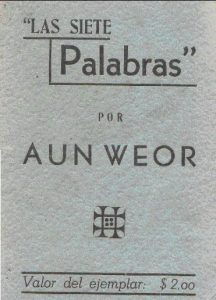 "LAS SIETE
Palabras"
POR
AUN WEOR
Valor del ejemplar: $ 2.00